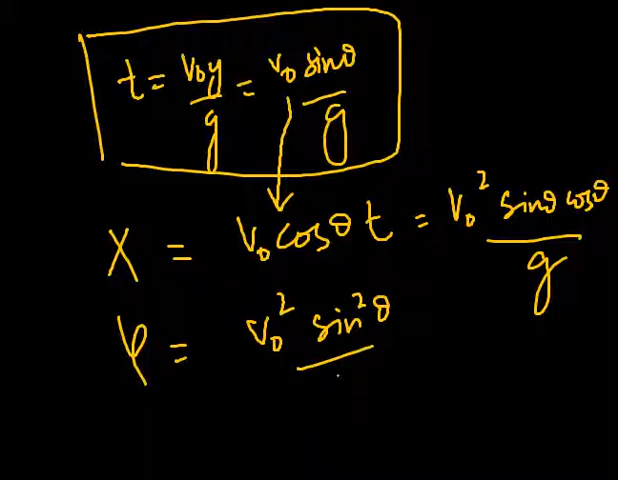 t = v₀y/g = v₀ sinθ/g
X = v₀ cosθ t = v₀² sinθ cosθ/g
y = v₀² sin²θ/